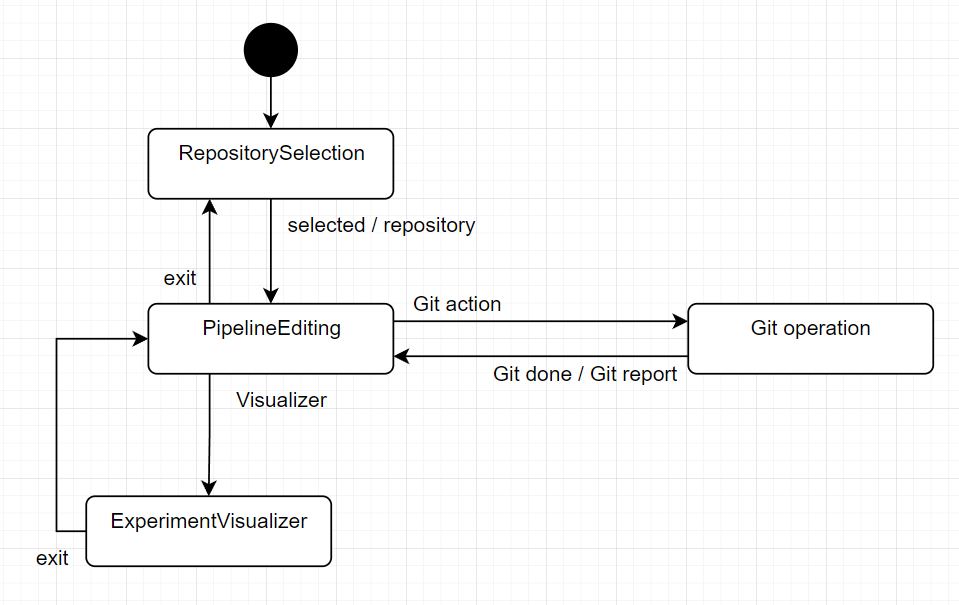 RepositorySelection
selected / repository
exit
Git action
PipelineEditing
Git operation
Git done / Git report
Visualizer
ExperimentVisualizer
exit